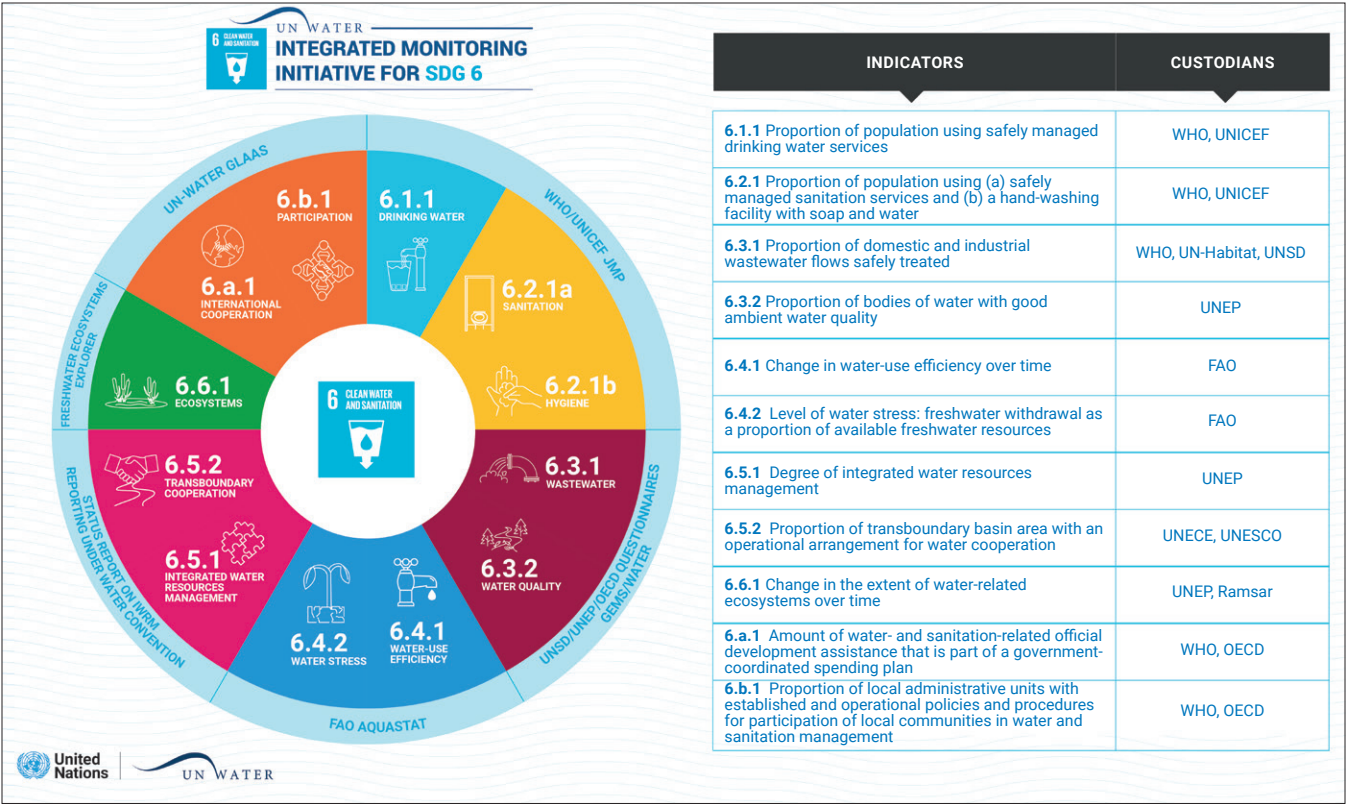 UN WATER
INTEGRATED MONITORING
INITIATIVE FOR SDG 6
6 CLEAN WATER
AND SANITATION
UN-WATER GLAAS
WHO/UNICEF JMP
UNSD/UNEP/OECD QUESTIONNAIRES
GEMS/WATER
FAO AQUASTAT
STATUS REPORT ON IWRM
REPORTING UNDER WATER CONVENTION
FRESHWATER ECOSYSTEMS
EXPLORER
6.b.1
PARTICIPATION
6.a.1
INTERNATIONAL
COOPERATION
6.1.1
DRINKING WATER
6.2.1a
SANITATION
6.2.1b
HYGIENE
6.3.1
WASTEWATER
6.3.2
WATER QUALITY
6.4.1
WATER-USE
EFFICIENCY
6.4.2
WATER STRESS
6.5.1
INTEGRATED WATER
RESOURCES
MANAGEMENT
6.5.2
TRANSBOUNDARY
COOPERATION
6.6.1
ECOSYSTEMS
6 CLEAN WATER
AND SANITATION
United
Nations
UN WATER
INDICATORS CUSTODIANS
6.1.1 Proportion of population using safely managed
drinking water services
WHO, UNICEF
6.2.1 Proportion of population using (a) safely
managed sanitation services and (b) a hand-washing
facility with soap and water
WHO, UNICEF
6.3.1 Proportion of domestic and industrial
wastewater flows safely treated
WHO, UN-Habitat, UNSD
6.3.2 Proportion of bodies of water with good
ambient water quality
UNEP
6.4.1 Change in water-use efficiency over time
FAO
6.4.2 Level of water stress: freshwater withdrawal as
a proportion of available freshwater resources
FAO
6.5.1 Degree of integrated water resources
management
UNEP
6.5.2 Proportion of transboundary basin area with an
operational arrangement for water cooperation
UNECE, UNESCO
6.6.1 Change in the extent of water-related
ecosystems over time
UNEP, Ramsar
6.a.1 Amount of water- and sanitation-related official
development assistance that is part of a government-
coordinated spending plan
WHO, OECD
6.b.1 Proportion of local administrative units with
established and operational policies and procedures
for participation of local communities in water and
sanitation management
WHO, OECD